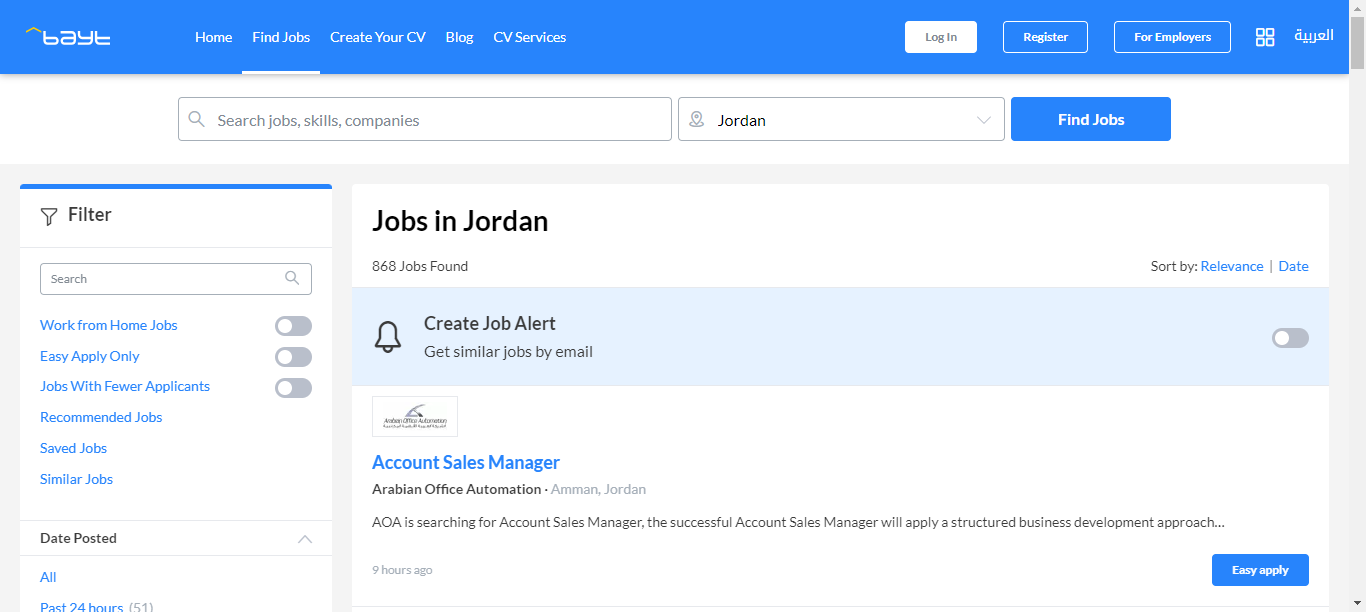 bayt
Home
Find Jobs
Create Your CV
Blog
CV Services
Log In
Register
For Employers
العربية
Search jobs, skills, companies
Jordan
Find Jobs
Filter
Search
Work from Home Jobs
Easy Apply Only
Jobs With Fewer Applicants
Recommended Jobs
Saved Jobs
Similar Jobs
Date Posted
All
Past 24 hours (51)
Jobs in Jordan
868 Jobs Found
Sort by: Relevance | Date
Create Job Alert
Get similar jobs by email
Arabian Office Automation
Account Sales Manager
Arabian Office Automation · Amman, Jordan
AOA is searching for Account Sales Manager, the successful Account Sales Manager will apply a structured business development approach...
9 hours ago
Easy apply